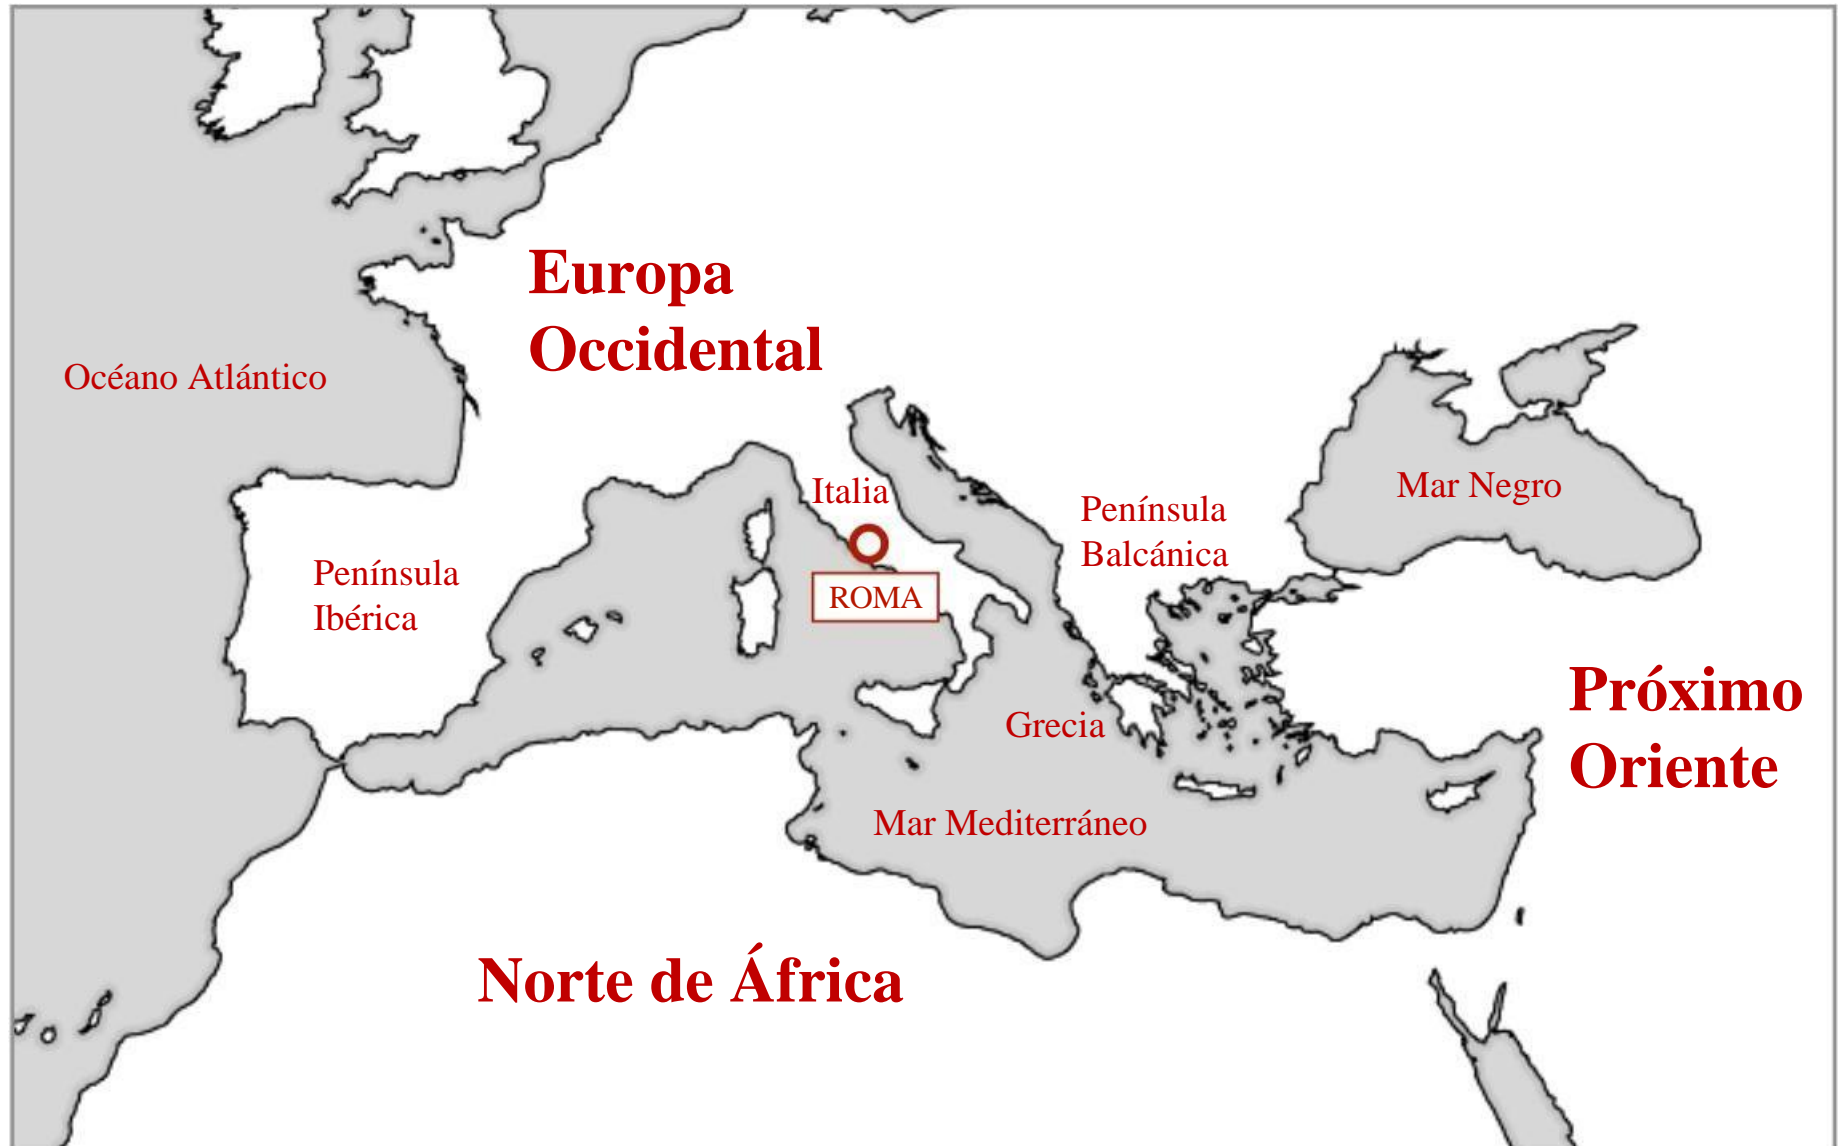 Europa
Occidental
Océano Atlántico
Italia
Mar Negro
Península
Balcánica
Península
Ibérica
ROMA
Próximo
Oriente
Grecia
Mar Mediterráneo
Norte de África